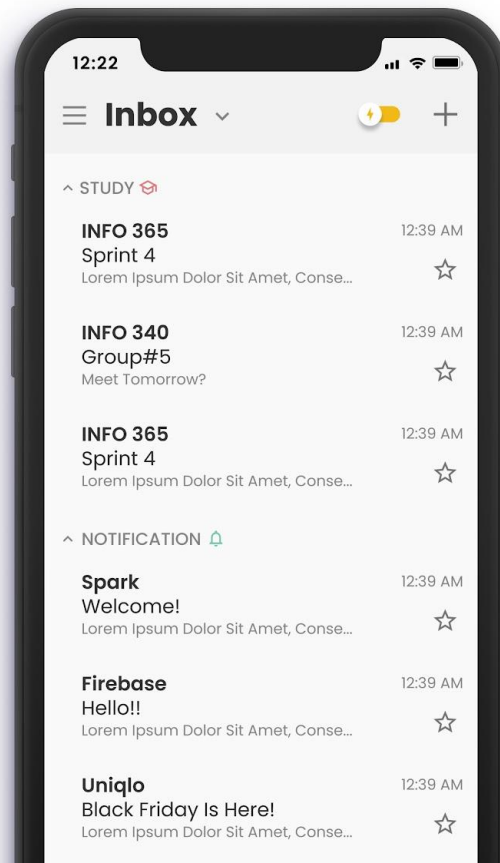 12:22
Inbox
STUDY
INFO 365
12:39 AM
Sprint 4
Lorem Ipsum Dolor Sit Amet, Conse...
INFO 340
12:39 AM
Group#5
Meet Tomorrow?
INFO 365
12:39 AM
Sprint 4
Lorem Ipsum Dolor Sit Amet, Conse...
NOTIFICATION
Spark
12:39 AM
Welcome!
Lorem Ipsum Dolor Sit Amet, Conse...
Firebase
12:39 AM
Hello!!
Lorem Ipsum Dolor Sit Amet, Conse...
Uniqlo
12:39 AM
Black Friday Is Here!
Lorem Ipsum Dolor Sit Amet, Conse...